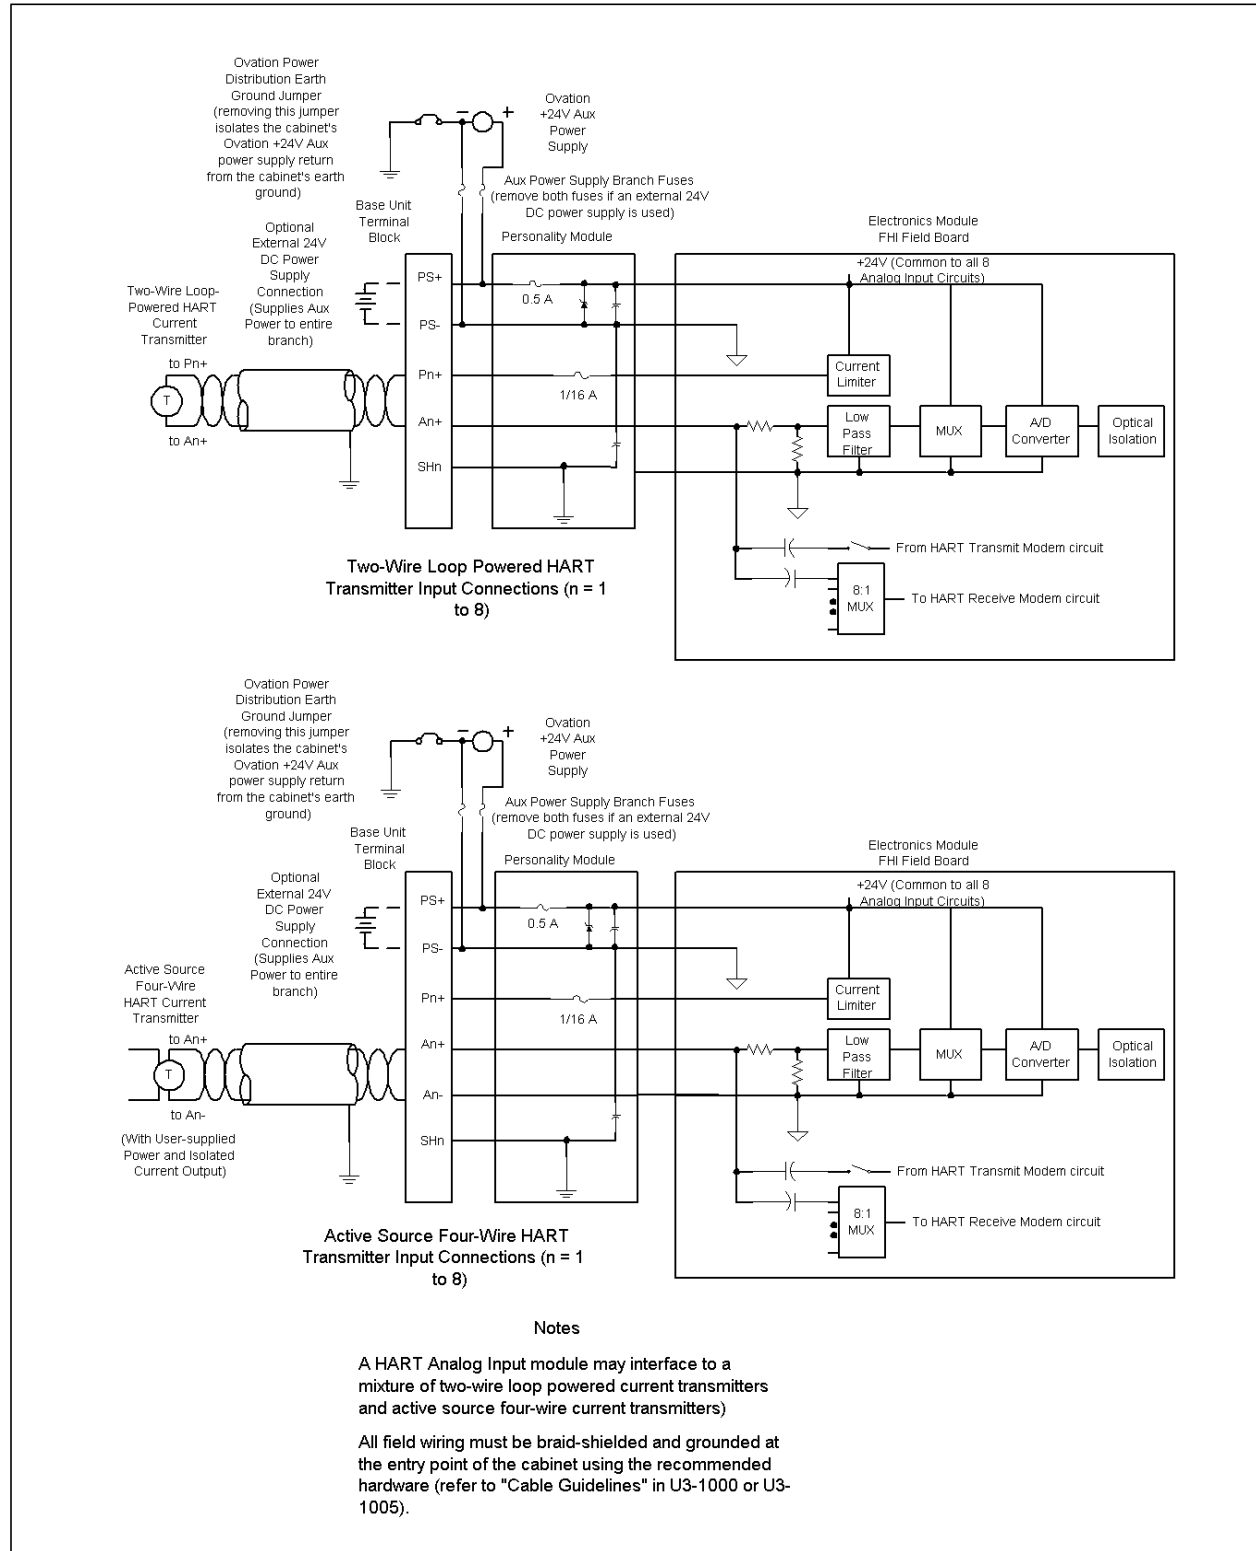 Ovation Power
Distribution Earth
Ground Jumper
(removing this jumper
isolates the cabinet's
Ovation +24V Aux
power supply return
from the cabinet's earth
ground)
− +
Ovation
+24V Aux
Power
Supply
Aux Power Supply Branch Fuses
(remove both fuses if an external 24V
DC power supply is used)
Base Unit
Terminal
Block
Personality Module
Electronics Module
FHI Field Board
Optional
External 24V
DC Power
Supply
Connection
(Supplies Aux
Power to entire
branch)
Two-Wire Loop-
Powered HART
Current
Transmitter
to Pn+
T
to An+
PS+
PS-
Pn+
An+
SHn
0.5 A
1/16 A
+24V (Common to all 8
Analog Input Circuits)
Current
Limiter
Low
Pass
Filter
MUX
A/D
Converter
Optical
Isolation
From HART Transmit Modem circuit
8:1
MUX
To HART Receive Modem circuit
Two-Wire Loop Powered HART
Transmitter Input Connections (n = 1
to 8)
Ovation Power
Distribution Earth
Ground Jumper
(removing this jumper
isolates the cabinet's
Ovation +24V Aux
power supply return
from the cabinet's earth
ground)
− +
Ovation
+24V Aux
Power
Supply
Aux Power Supply Branch Fuses
(remove both fuses if an external 24V
DC power supply is used)
Base Unit
Terminal
Block
Personality Module
Electronics Module
FHI Field Board
Optional
External 24V
DC Power
Supply
Connection
(Supplies Aux
Power to entire
branch)
Active Source
Four-Wire
HART Current
Transmitter
to An+
T
to An-
(With User-supplied
Power and Isolated
Current Output)
PS+
PS-
Pn+
An+
An-
SHn
0.5 A
1/16 A
+24V (Common to all 8
Analog Input Circuits)
Current
Limiter
Low
Pass
Filter
MUX
A/D
Converter
Optical
Isolation
From HART Transmit Modem circuit
8:1
MUX
To HART Receive Modem circuit
Active Source Four-Wire HART
Transmitter Input Connections (n = 1
to 8)
Notes
A HART Analog Input module may interface to a
mixture of two-wire loop powered current transmitters
and active source four-wire current transmitters)
All field wiring must be braid-shielded and grounded at
the entry point of the cabinet using the recommended
hardware (refer to "Cable Guidelines" in U3-1000 or U3-
1005).